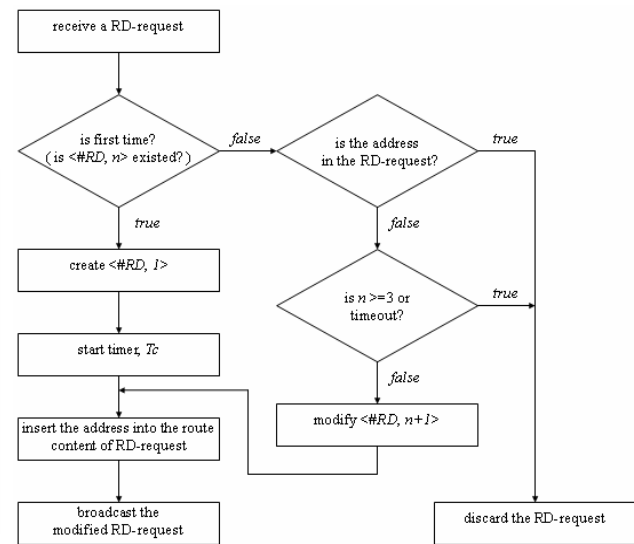 receive a RD-request
is first time?
( is <#RD, n> existed? )
false
is the address
in the RD-request?
true
true
false
create <#RD, 1>
is n >=3 or
timeout?
true
start timer, Tc
false
insert the address into the route
content of RD-request
modify <#RD, n+1>
broadcast the
modified RD-request
discard the RD-request